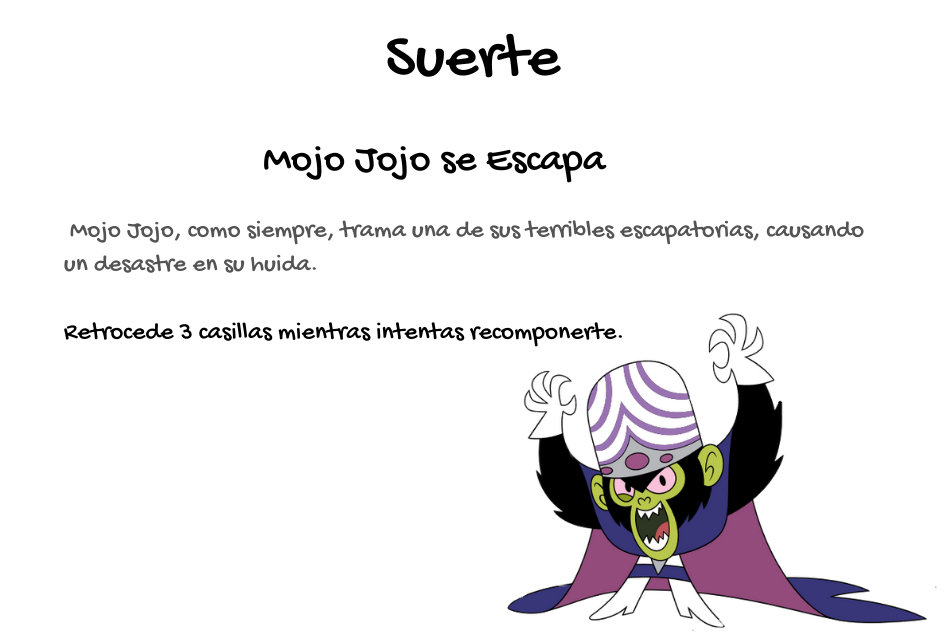 Suerte
Mojo Jojo se Escapa
Mojo Jojo, como siempre, trama una de sus terribles escapatorias, causando
un desastre en su huida.
Retrocede 3 casillas mientras intentas recomponerte.